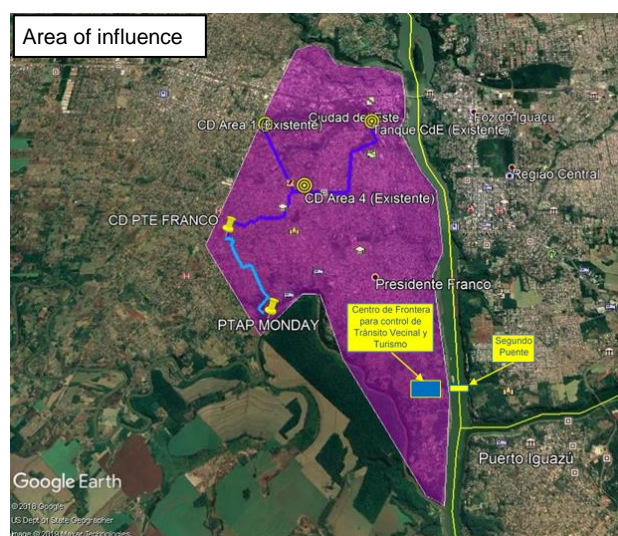 Area of influence
CD Area 1 (Existente)
Ciudad del Este
Tanque CdE (Existente)
Foz do Iguaçu
Região Central
CD Area 4 (Existente)
CD PTE FRANCO
Presidente Franco
PTAP MONDAY
Centro de Frontera
para control de
Tránsito Vecinal y
Turismo
Segundo
Puente
Puerto Iguazú
Google Earth
© 2018 Google
US Dept of State Geographer
Image © 2019 Maxar Technologies